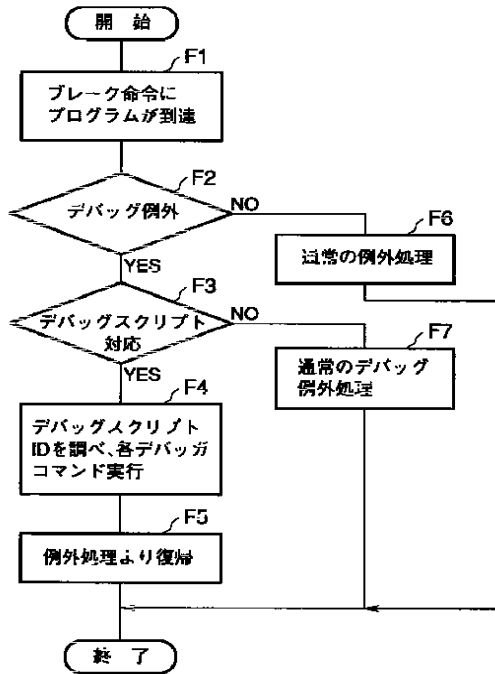 開 始
F1
ブレーク命令に
プログラムが到達
F2
デバッグ例外
NO
F6
通常の例外処理
YES
F3
デバッグスクリプト
対応
NO
F7
通常のデバッグ
例外処理
YES
F4
デバッグスクリプト
IDを調べ、各デバッガ
コマンド実行
F5
例外処理より復帰
終 了